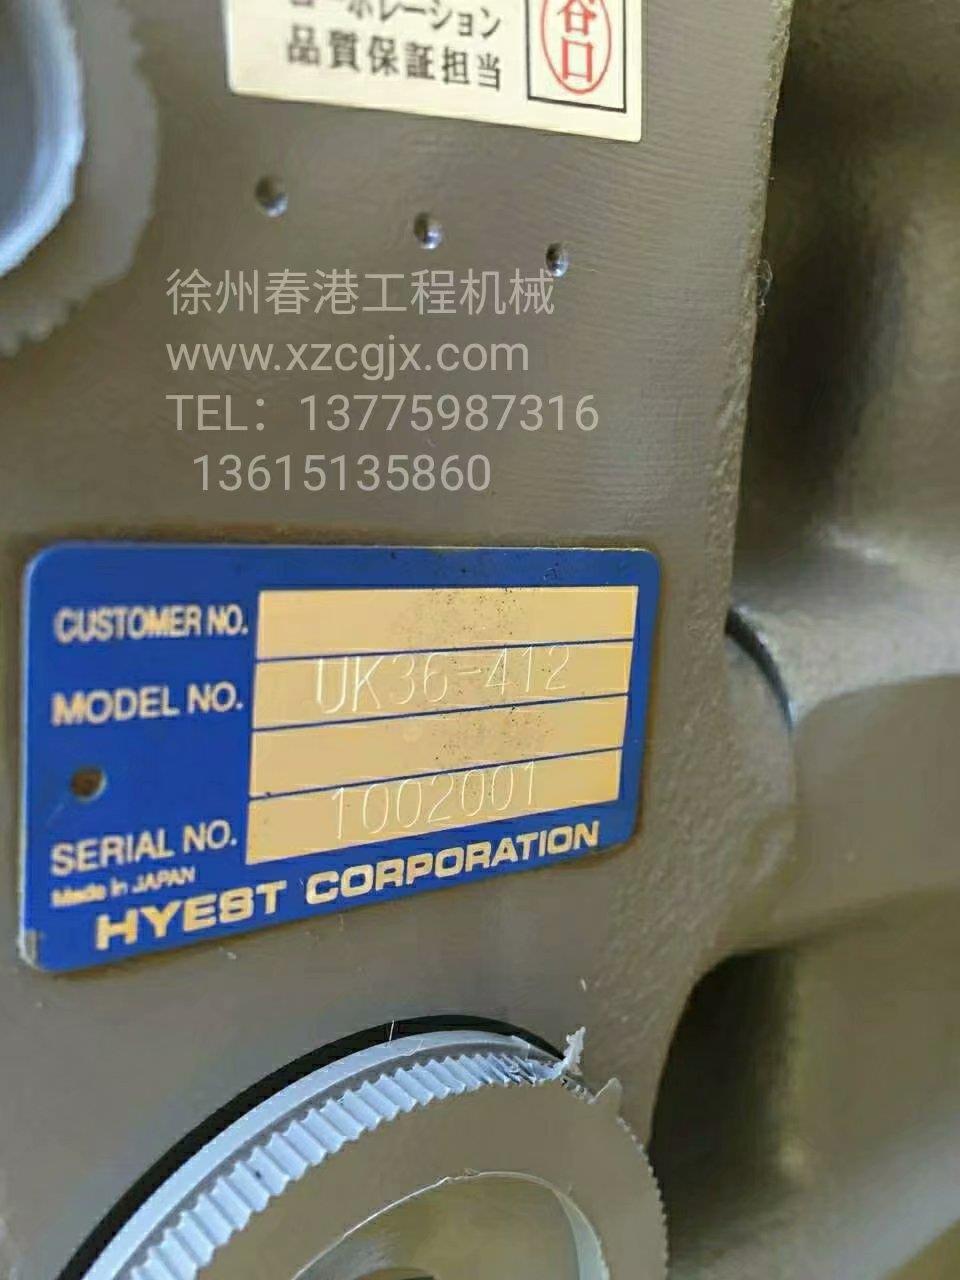 コーポレーション
品質保証担当
谷口
徐州春港工程机械
www.xzcgjx.com
TEL：13775987316
13615135860
CUSTOMER NO.
MODEL NO. UK36-412
SERIAL NO. 1002001
Made in JAPAN
HYEST CORPORATION